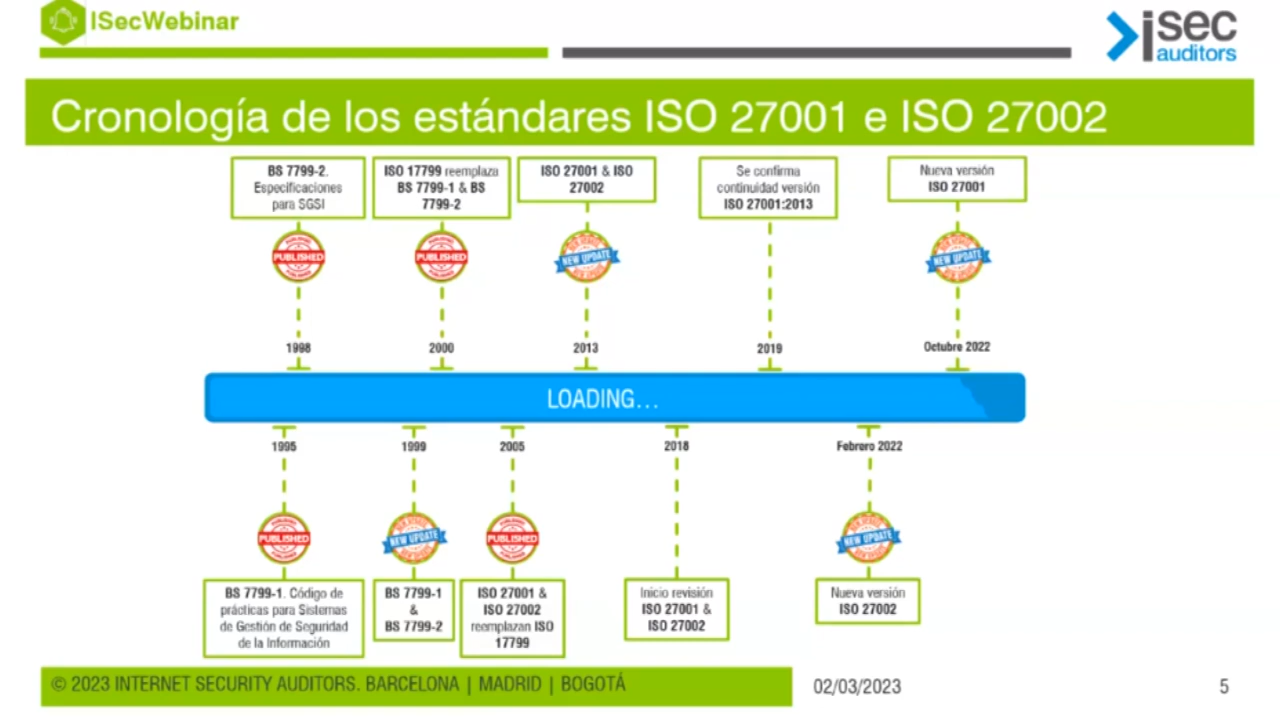 ISecWebinar
isec
auditors
Cronología de los estándares ISO 27001 e ISO 27002
BS 7799-2.
Especificaciones
para SGSI
ISO 17799 reemplaza
BS 7799-1 & BS
7799-2
ISO 27001 & ISO
27002
Se confirma
continuidad versión
ISO 27001:2013
Nueva versión
ISO 27001
PUBLISHED
PUBLISHED
NEW UPDATE
NEW UPDATE
1998
2000
2013
2019
Octubre 2022
LOADING...
1995
1999
2005
2018
Febrero 2022
PUBLISHED
NEW UPDATE
PUBLISHED
NEW UPDATE
BS 7799-1. Código de
prácticas para Sistemas
de Gestión de Seguridad
de la Información
BS 7799-1
&
BS 7799-2
ISO 27001 &
ISO 27002
reemplazan ISO
17799
Inicio revisión
ISO 27001 &
ISO 27002
Nueva versión
ISO 27002
© 2023 INTERNET SECURITY AUDITORS. BARCELONA | MADRID | BOGOTÁ
02/03/2023
5